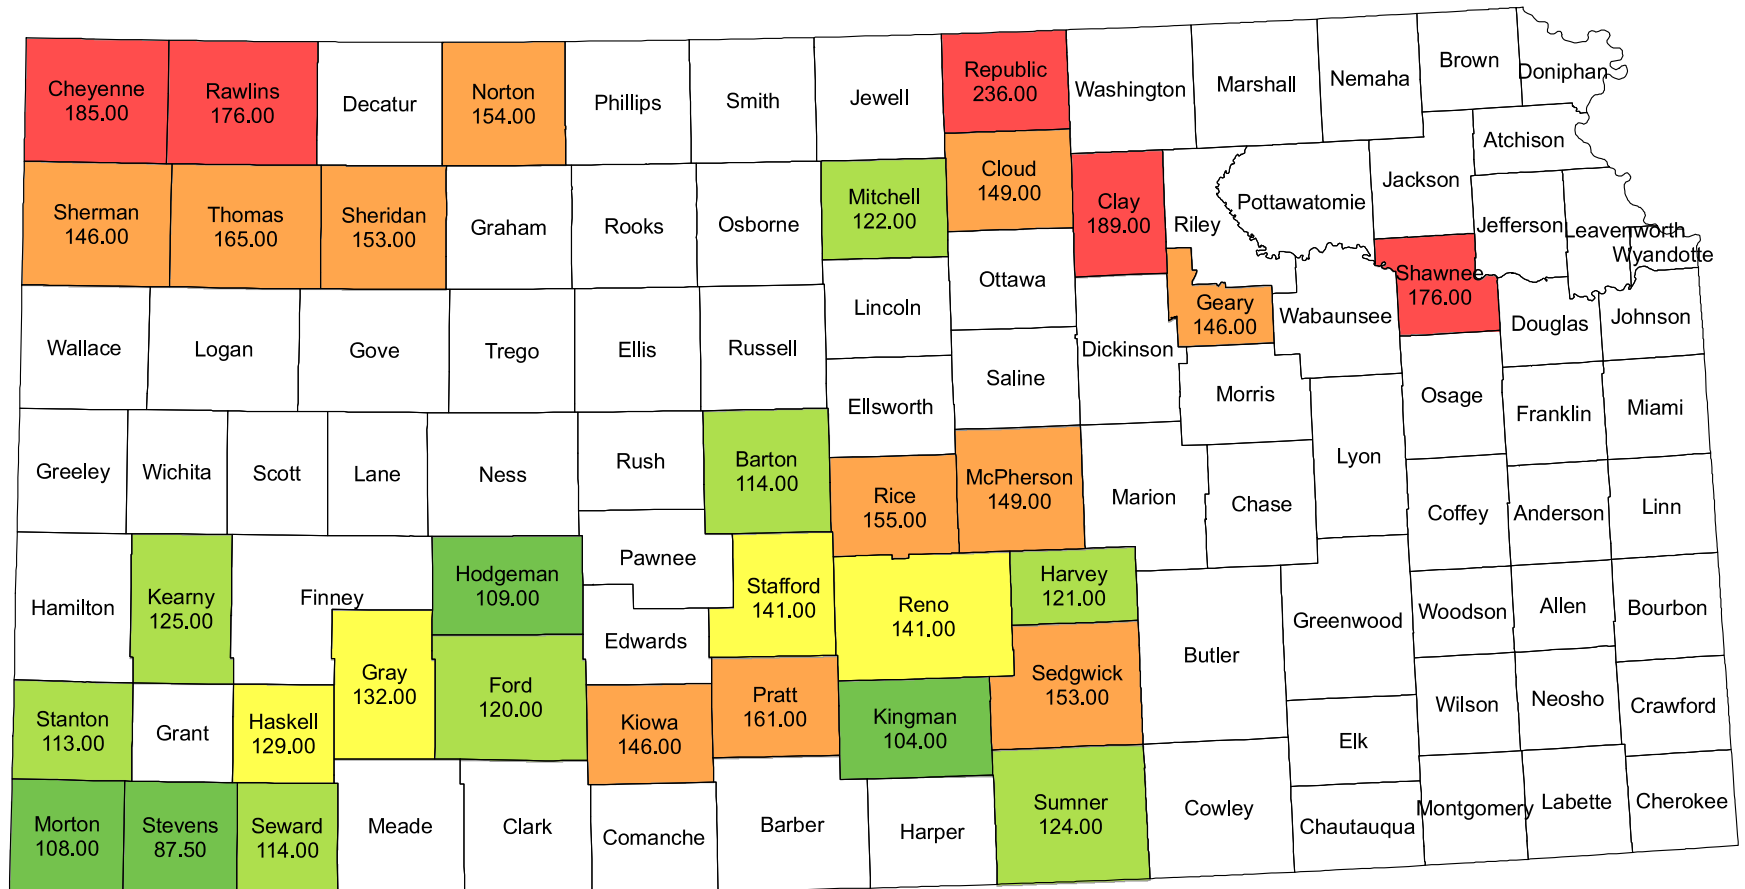 Cheyenne
185.00
Rawlins
176.00
Decatur
Norton
154.00
Phillips
Smith
Jewell
Republic
236.00
Washington
Marshall
Nemaha
Brown
Doniphan
Sherman
146.00
Thomas
165.00
Sheridan
153.00
Graham
Rooks
Osborne
Mitchell
122.00
Cloud
149.00
Clay
189.00
Riley
Pottawatomie
Jackson
Atchison
Jefferson
Leavenworth
Wyandotte
Shawnee
176.00
Ottawa
Lincoln
Geary
146.00
Wabaunsee
Douglas
Johnson
Wallace
Logan
Gove
Trego
Ellis
Russell
Dickinson
Saline
Ellsworth
Morris
Osage
Franklin
Miami
Greeley
Wichita
Scott
Lane
Ness
Rush
Barton
114.00
Rice
155.00
McPherson
149.00
Marion
Chase
Lyon
Coffey
Anderson
Linn
Hamilton
Kearny
125.00
Finney
Hodgeman
109.00
Pawnee
Stafford
141.00
Reno
141.00
Harvey
121.00
Edwards
Greenwood
Woodson
Allen
Bourbon
Gray
132.00
Ford
120.00
Butler
Sedgwick
153.00
Stanton
113.00
Grant
Haskell
129.00
Kiowa
146.00
Pratt
161.00
Kingman
104.00
Elk
Wilson
Neosho
Crawford
Morton
108.00
Stevens
87.50
Seward
114.00
Meade
Clark
Comanche
Barber
Harper
Sumner
124.00
Cowley
Chautauqua
Montgomery
Labette
Cherokee